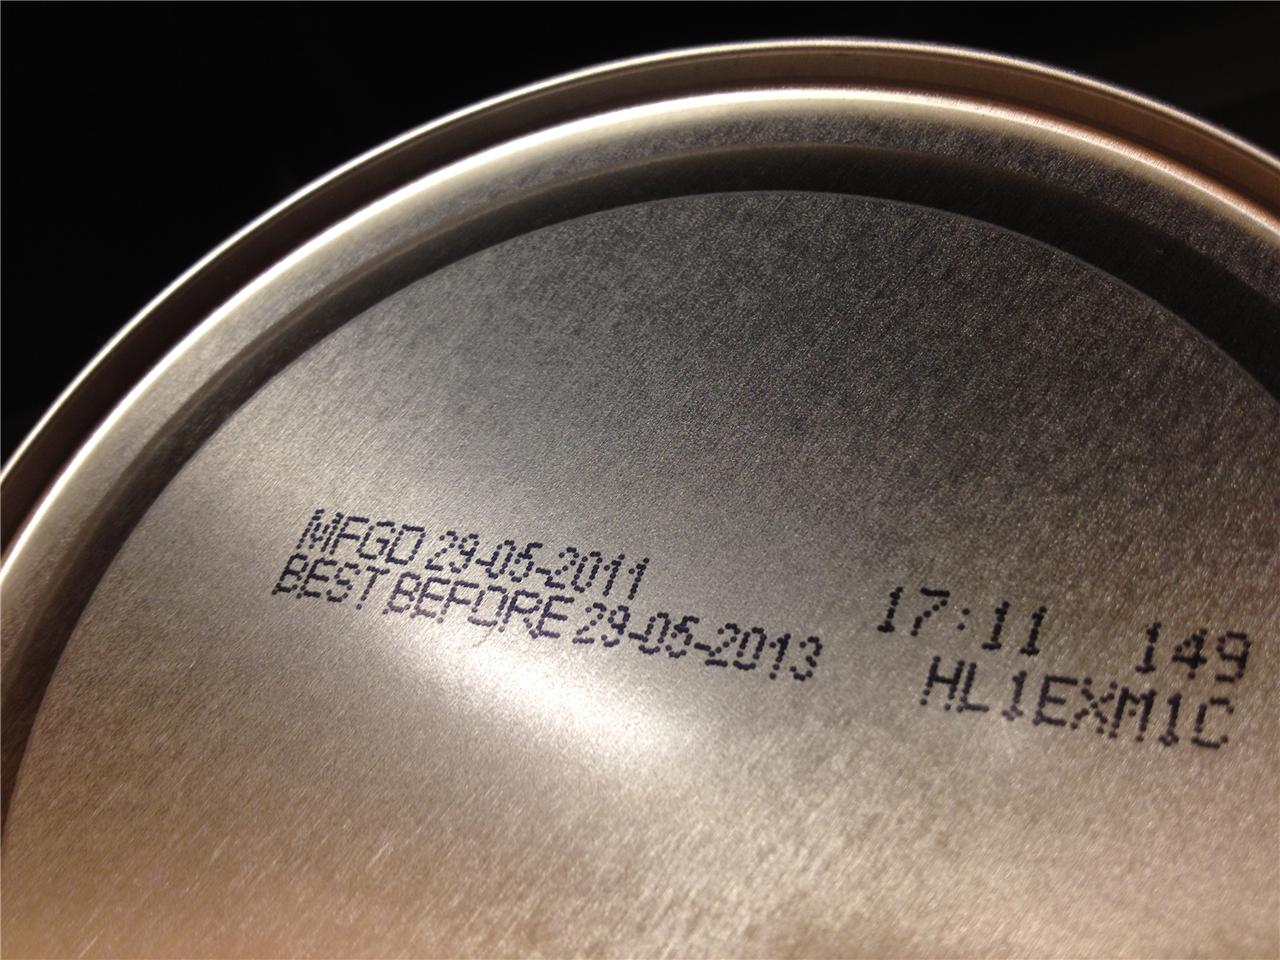 MFGD 29-05-2011
BEST BEFORE 29-05-2013
17:11 149
HL1EXM1C